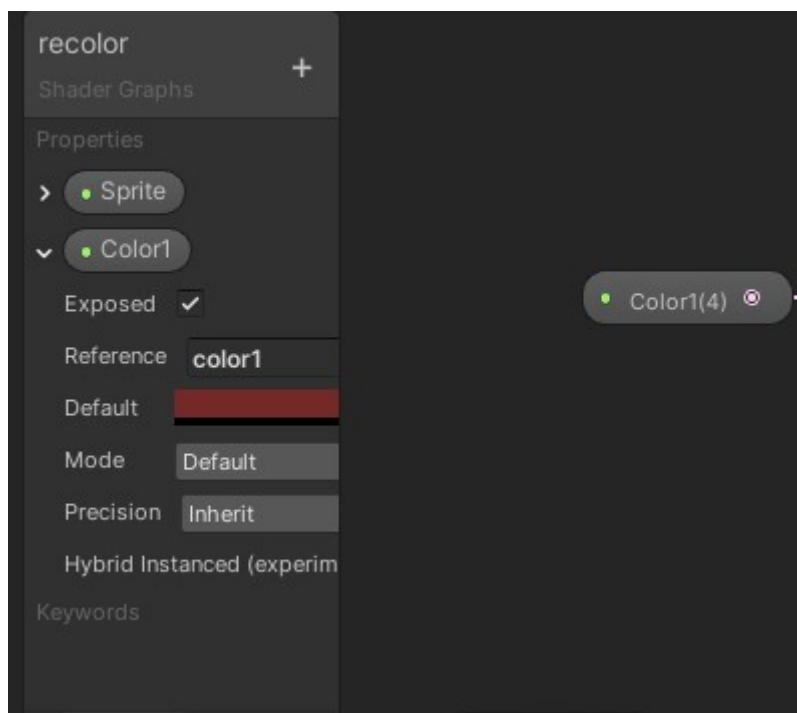 recolor
+
Shader Graphs
Properties
Sprite
Color1
Exposed
Reference color1
Default
Mode Default
Precision Inherit
Hybrid Instanced (experim
Keywords
Color1(4)